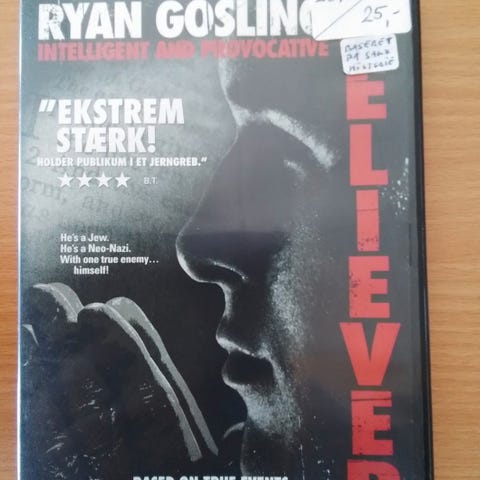 RYAN GOSLING
25,-
BASERET
PÅ SAND
HISTORIE
INTELLIGENT AND PROVOCATIVE
"EKSTREM
STÆRK!
HOLDER PUBLIKUM I ET JERNGREB."
★★★★ B.T.
He's a Jew.
He's a Neo-Nazi.
With one true enemy...
himself!
ELIEVER
BASED ON TRUE EVENTS